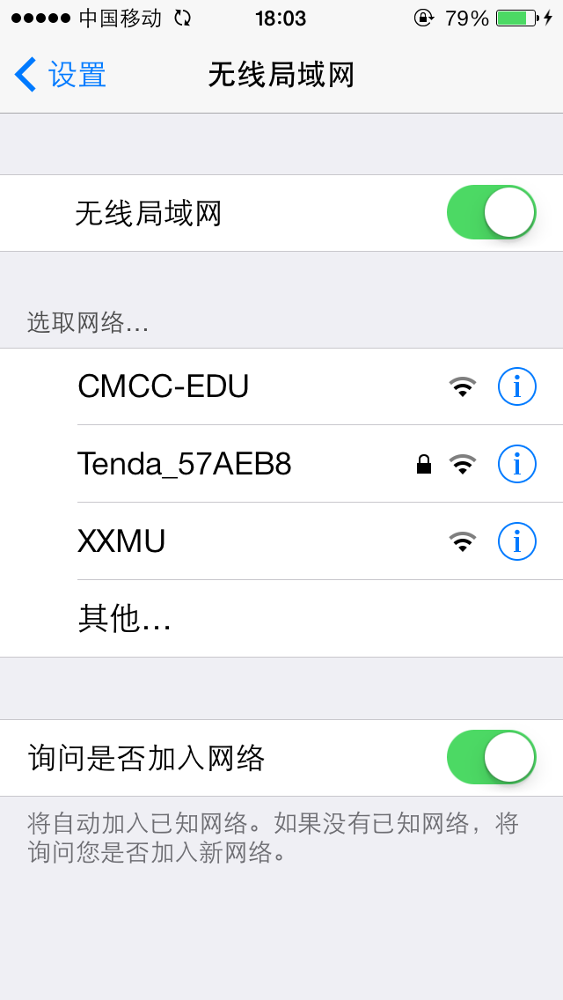 中国移动 18:03 79%
设置 无线局域网
无线局域网
选取网络...
CMCC-EDU
Tenda_57AEB8
XXMU
其他...
询问是否加入网络
将自动加入已知网络。如果没有已知网络，将
询问您是否加入新网络。